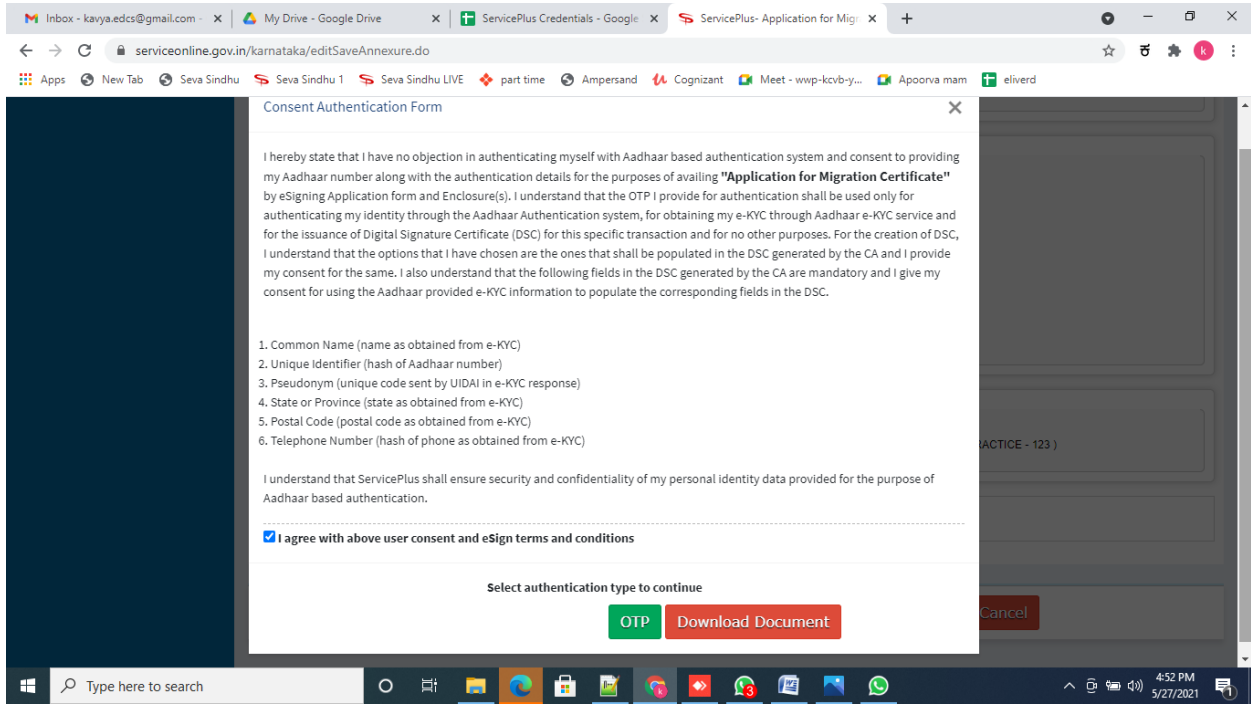 Inbox - kavya.edcs@gmail.com -
My Drive - Google Drive
ServicePlus Credentials - Google
ServicePlus- Application for Migr
serviceonline.gov.in/karnataka/editSaveAnnexure.do
ಕ
k
Apps
New Tab
Seva Sindhu
Seva Sindhu 1
Seva Sindhu LIVE
part time
Ampersand
Cognizant
Meet - wwp-kcvb-y...
Apoorva mam
eliverd
Consent Authentication Form
I hereby state that I have no objection in authenticating myself with Aadhaar based authentication system and consent to providing
my Aadhaar number along with the authentication details for the purposes of availing "Application for Migration Certificate"
by eSigning Application form and Enclosure(s). I understand that the OTP I provide for authentication shall be used only for
authenticating my identity through the Aadhaar Authentication system, for obtaining my e-KYC through Aadhaar e-KYC service and
for the issuance of Digital Signature Certificate (DSC) for this specific transaction and for no other purposes. For the creation of DSC,
I understand that the options that I have chosen are the ones that shall be populated in the DSC generated by the CA and I provide
my consent for the same. I also understand that the following fields in the DSC generated by the CA are mandatory and I give my
consent for using the Aadhaar provided e-KYC information to populate the corresponding fields in the DSC.
1. Common Name (name as obtained from e-KYC)
2. Unique Identifier (hash of Aadhaar number)
3. Pseudonym (unique code sent by UIDAI in e-KYC response)
4. State or Province (state as obtained from e-KYC)
5. Postal Code (postal code as obtained from e-KYC)
6. Telephone Number (hash of phone as obtained from e-KYC)
RACTICE - 123 )
I understand that ServicePlus shall ensure security and confidentiality of my personal identity data provided for the purpose of
Aadhaar based authentication.
I agree with above user consent and eSign terms and conditions
Select authentication type to continue
OTP
Download Document
Cancel
Type here to search
3
4:52 PM
5/27/2021
1